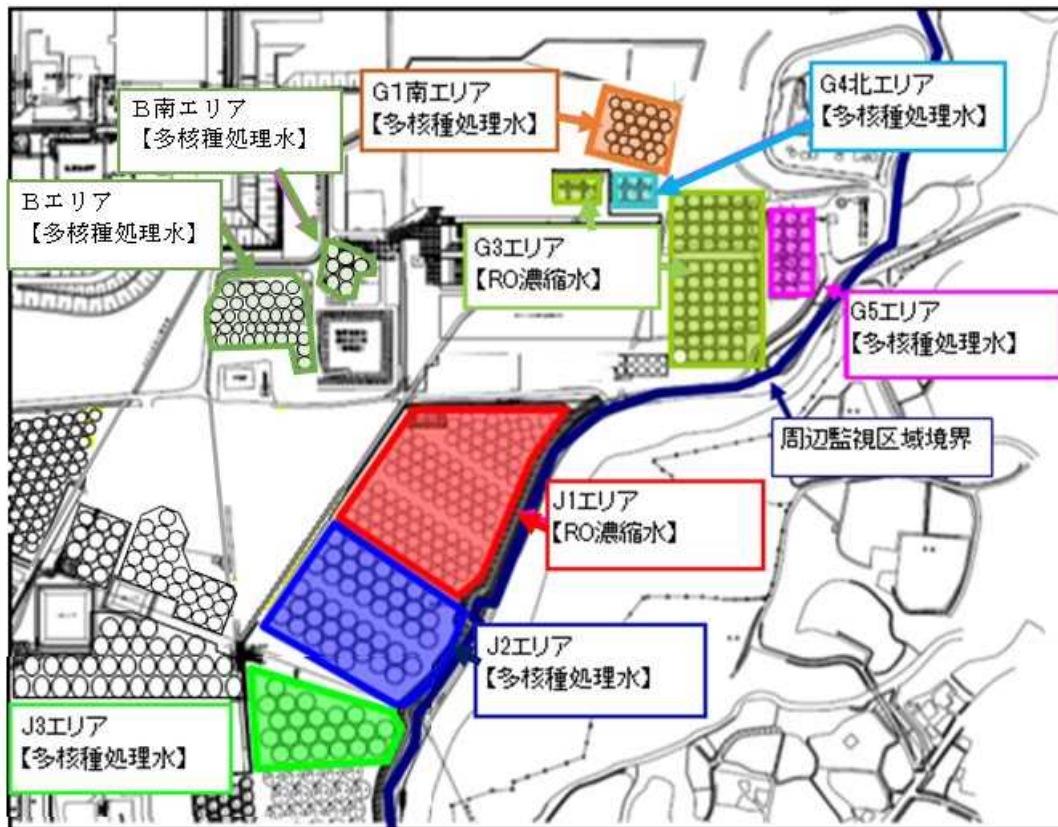 G1南エリア
【多核種処理水】
G4北エリア
【多核種処理水】
B南エリア
【多核種処理水】
Bエリア
【多核種処理水】
G3エリア
【RO濃縮水】
G5エリア
【多核種処理水】
周辺監視区域境界
J1エリア
【RO濃縮水】
J2エリア
【多核種処理水】
J3エリア
【多核種処理水】